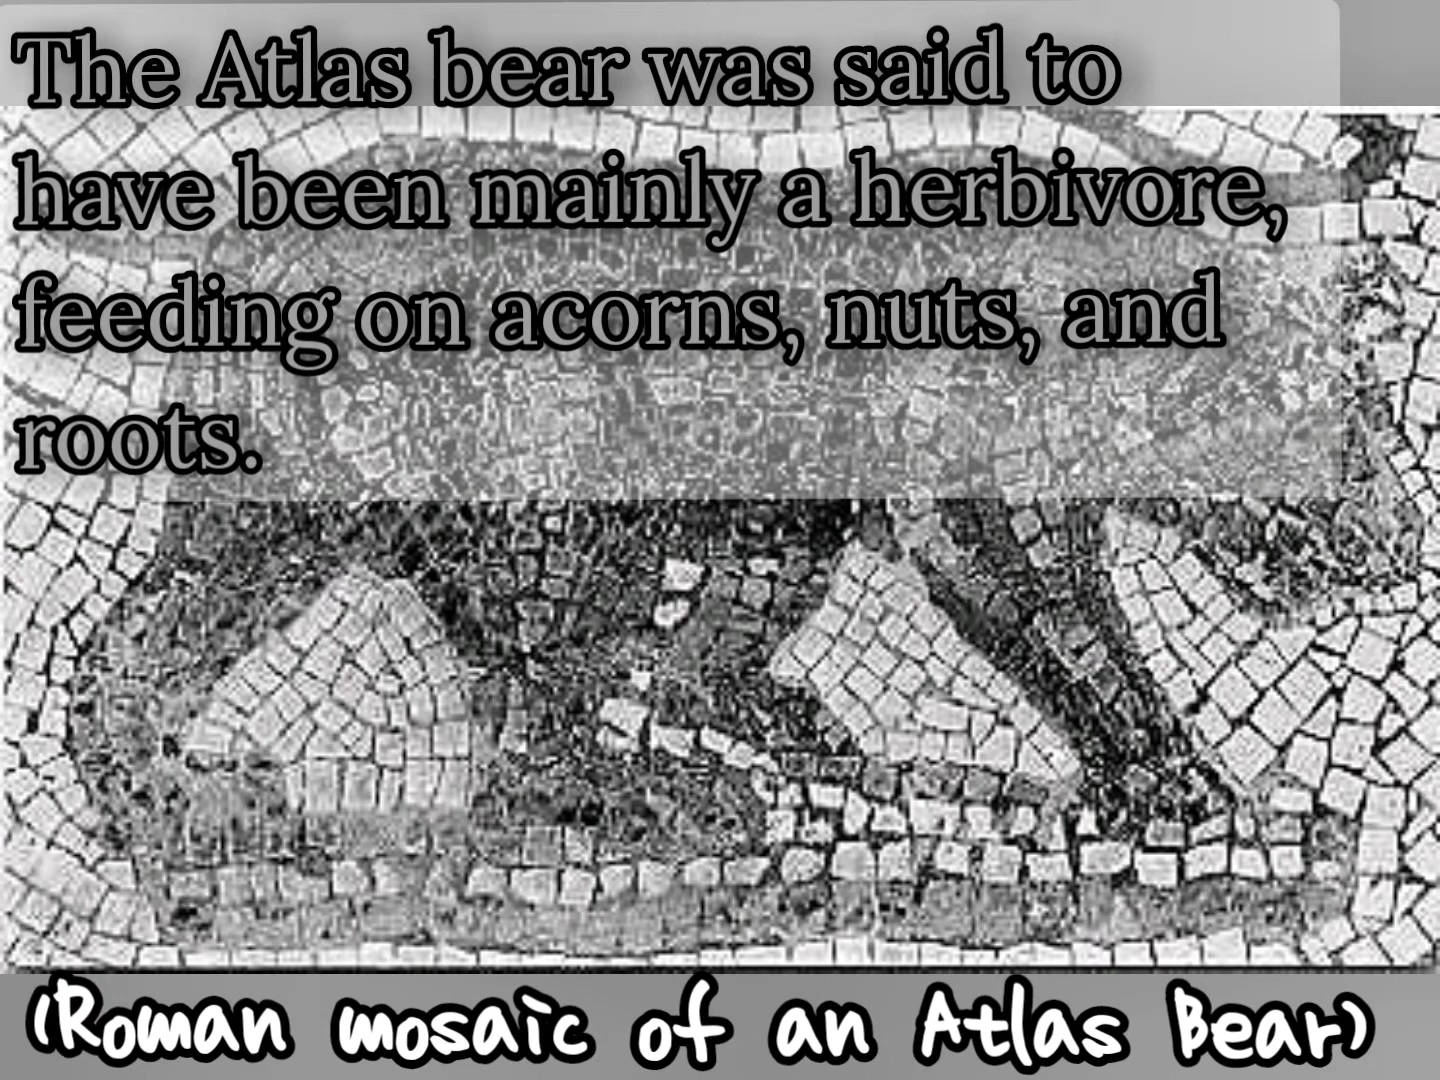 The Atlas bear was said to
have been mainly a herbivore,
feeding on acorns, nuts, and
roots.
(Roman mosaic of an Atlas Bear)